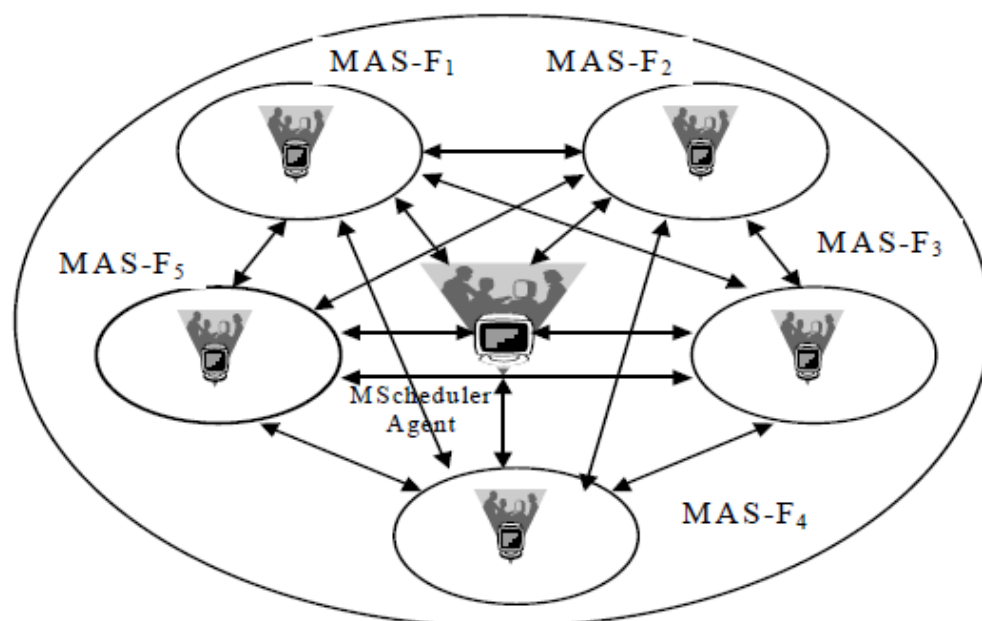 MAS-F₁
MAS-F₂
MAS-F₃
MAS-F₅
MScheduler
Agent
MAS-F₄